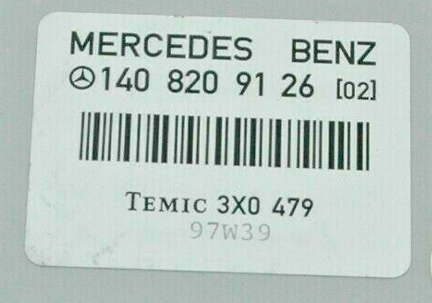 MERCEDES BENZ
140 820 91 26 [02]
TEMIC 3X0 479
97W39